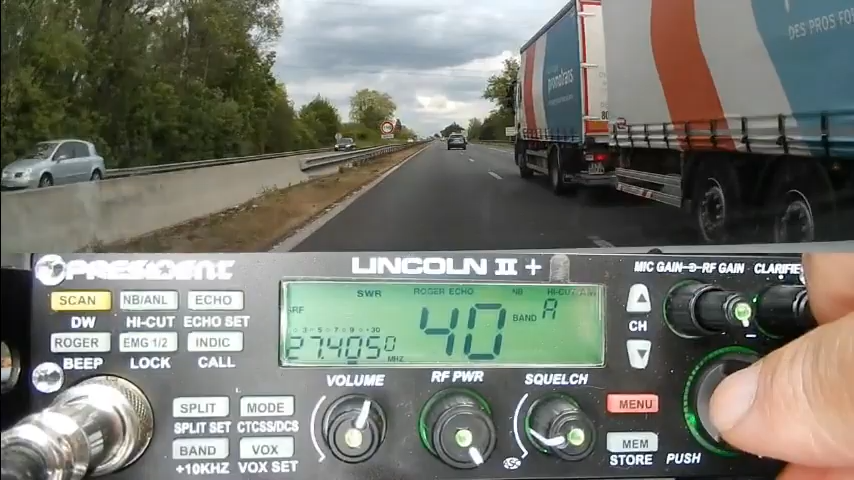 DES PROS FO
PRESIDENT
LINCOLN II +
MIC GAIN RF GAIN
CLARIFIE
SCAN
NB/ANL
ECHO
DW
HI-CUT
ECHO SET
ROGER
EMG 1/2
INDIC
BEEP
LOCK
CALL
SWR
ROGER ECHO
NB
HI-CUT
40
BAND A
27.4050 MHZ
CH
VOLUME
RF PWR
SQUELCH
SPLIT
MODE
SPLIT SET
CTCSS/DCS
BAND
VOX
+10KHz
VOX SET
MENU
MEM
STORE
PUSH